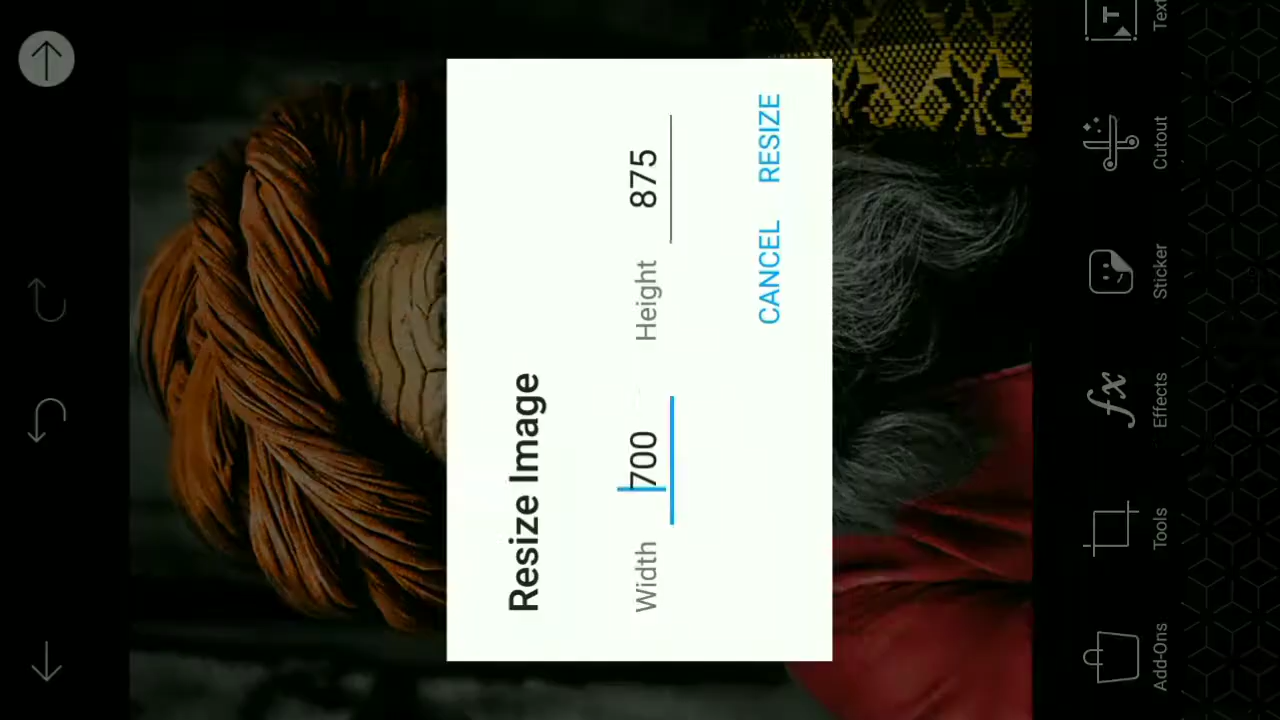 Resize Image
Width 700 Height 875
CANCEL RESIZE
Add-Ons Tools Effects Sticker Cutout Text